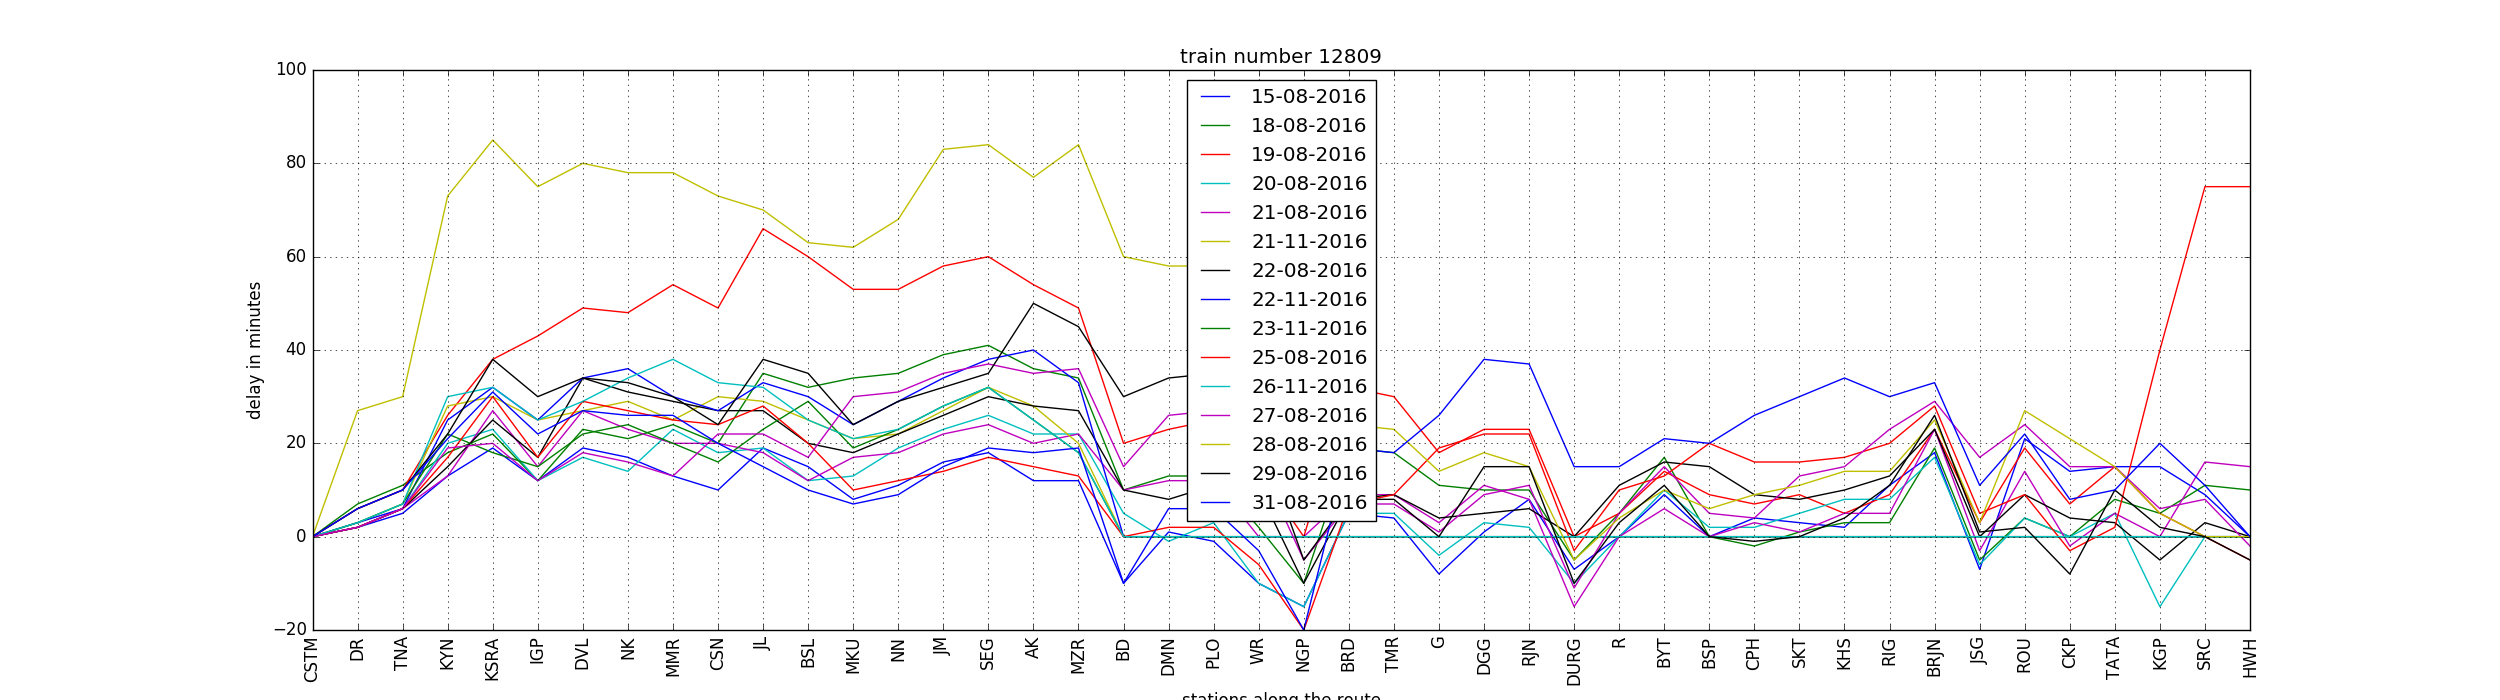 train number 12809
100
80
60
40
20
0
−20
delay in minutes
15-08-2016
18-08-2016
19-08-2016
20-08-2016
21-08-2016
21-11-2016
22-08-2016
22-11-2016
23-11-2016
25-08-2016
26-11-2016
27-08-2016
28-08-2016
29-08-2016
31-08-2016
CSTM
DR
TNA
KYN
KSRA
IGP
DVL
NK
MMR
CSN
JL
BSL
MKU
NN
JM
SEG
AK
MZR
BD
DMN
PLO
WR
NGP
BRD
TMR
G
DGG
RJN
DURG
R
BYT
BSP
CPH
SKT
KHS
RIG
BRJN
JSG
ROU
CKP
TATA
KGP
SRC
HWH
stations along the route